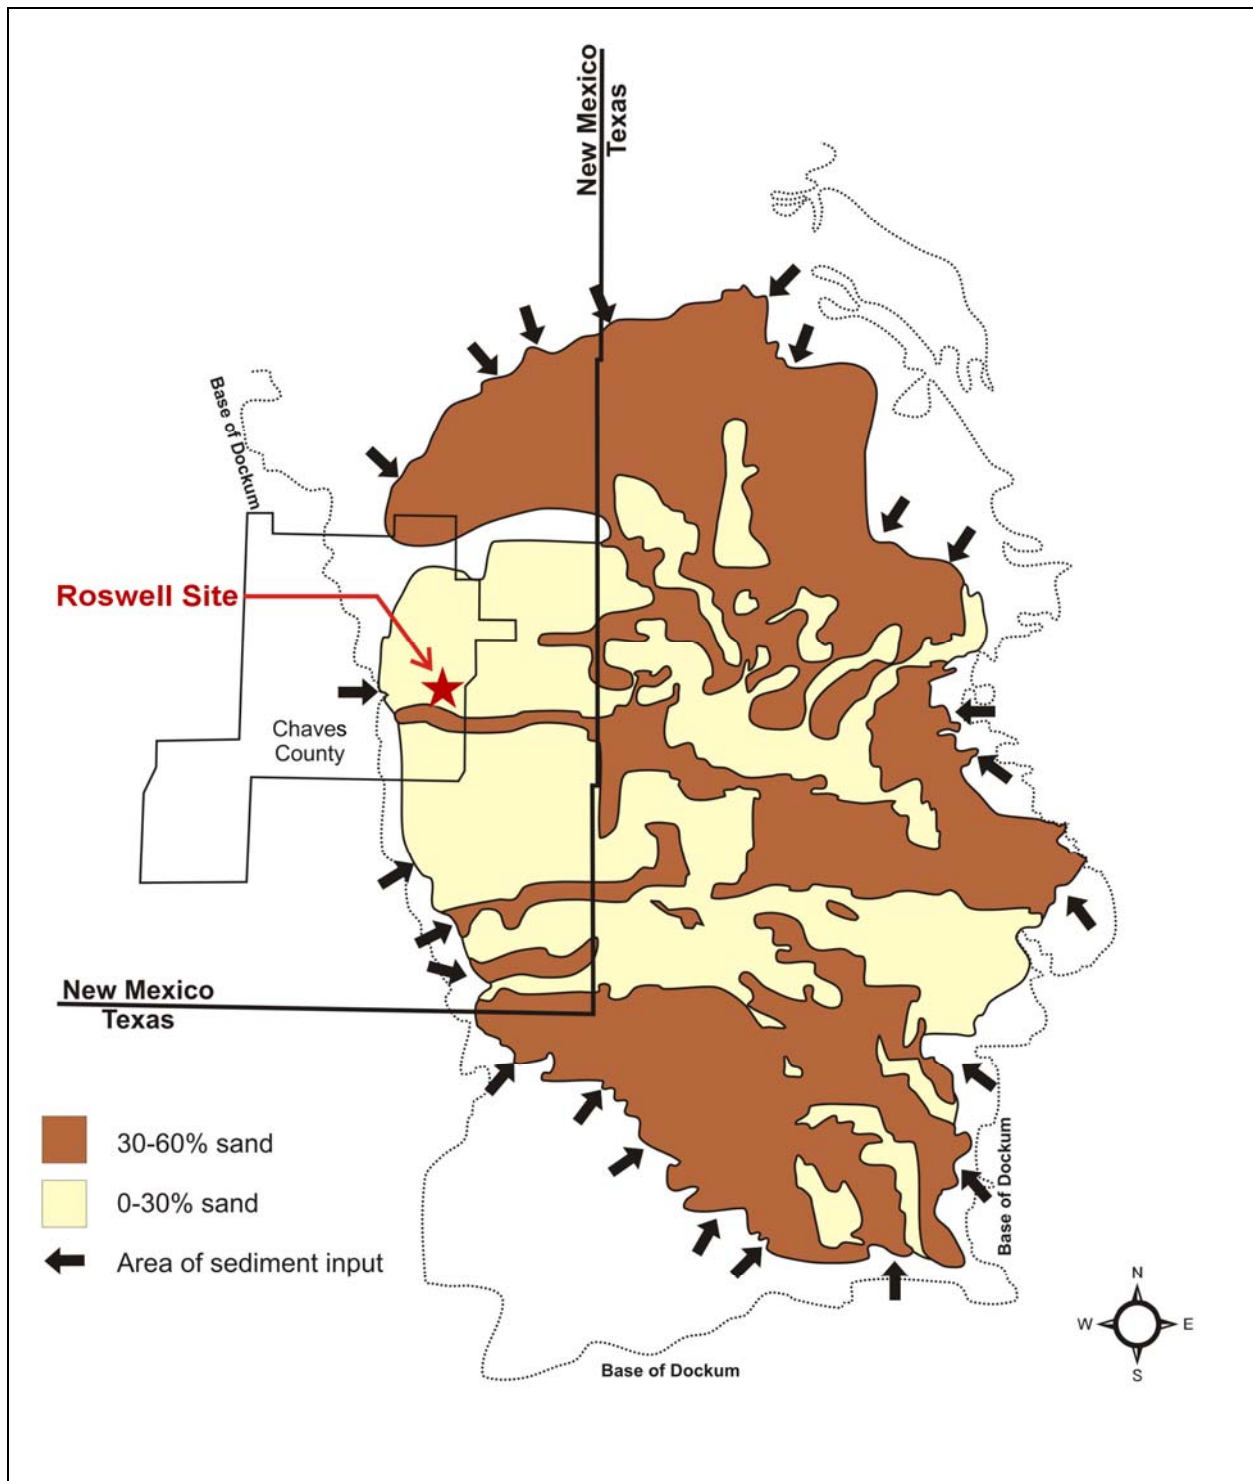 New Mexico
Texas
Base of Dockum
Roswell Site
Chaves
County
New Mexico
Texas
30-60% sand
0-30% sand
Area of sediment input
Base of Dockum
Base of Dockum
N
W
E
S